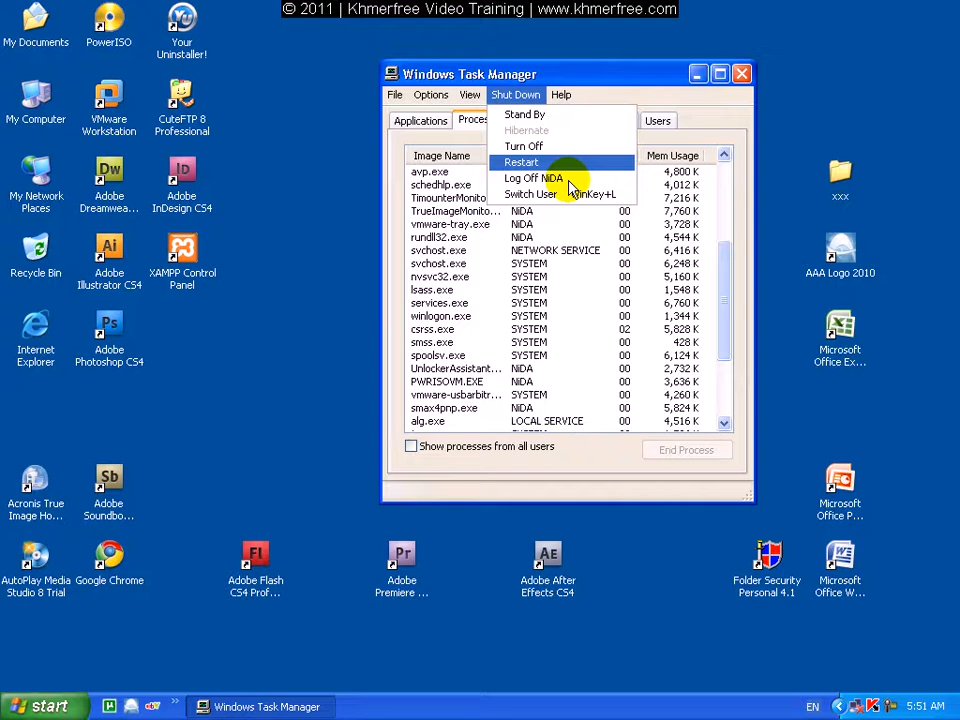 © 2011 | Khmerfree Video Training | www.khmerfree.com
My Documents
PowerISO
Your
Uninstaller!
My Computer
VMware
Workstation
CuteFTP 8
Professional
My Network
Places
Adobe
Dreamwea...
Adobe
InDesign CS4
Recycle Bin
Adobe
Illustrator CS4
XAMPP Control
Panel
Internet
Explorer
Adobe
Photoshop CS4
Acronis True
Image Ho...
Adobe
Soundbo...
AutoPlay Media
Studio 8 Trial
Google Chrome
Adobe Flash
CS4 Prof...
Adobe
Premiere ...
Adobe After
Effects CS4
Folder Security
Personal 4.1
Microsoft
Office W...
Microsoft
Office P...
Microsoft
Office Ex...
AAA Logo 2010
xxx
Windows Task Manager
File Options View Shut Down Help
Stand By
Hibernate
Turn Off
Restart
Log Off NiDA
Switch User WinKey+L
Applications Proces Users
Image Name Mem Usage
avp.exe 4,800 K
schedhlp.exe 4,012 K
TimounterMonito... 7,216 K
TrueImageMonito... NiDA 00 7,760 K
vmware-tray.exe NiDA 00 3,728 K
rundll32.exe NiDA 00 4,544 K
svchost.exe NETWORK SERVICE 00 6,416 K
svchost.exe SYSTEM 00 6,248 K
nvsvc32.exe SYSTEM 00 5,160 K
lsass.exe SYSTEM 00 1,548 K
services.exe SYSTEM 00 6,760 K
winlogon.exe SYSTEM 00 1,344 K
csrss.exe SYSTEM 02 5,828 K
smss.exe SYSTEM 00 428 K
spoolsv.exe SYSTEM 00 6,124 K
UnlockerAssistant... NiDA 00 2,732 K
PWRISOVM.EXE NiDA 00 3,636 K
vmware-usbarbitr... SYSTEM 00 4,260 K
smax4pnp.exe NiDA 00 5,824 K
alg.exe LOCAL SERVICE 00 4,516 K
Show processes from all users
End Process
start
Windows Task Manager
EN
5:51 AM